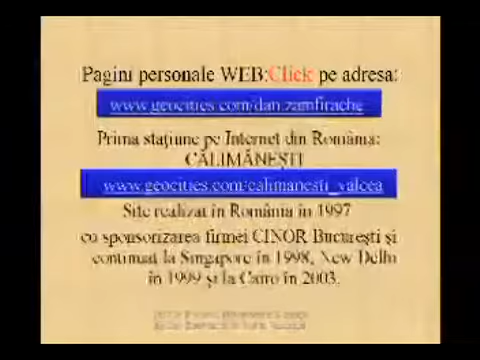 Pagini personale WEB:Click pe adresa:
www.geocities.com/dan.zamfirache
Prima stațiune pe Internet din România:
CĂLIMĂNEȘTI
www.geocities.com/calimanesti_valcea
Site realizat în România în 1997
cu sponsorizarea firmei CINOR București și
continuat la Singapore în 1998, New Delhi
în 1999 și la Cairo în 2003.